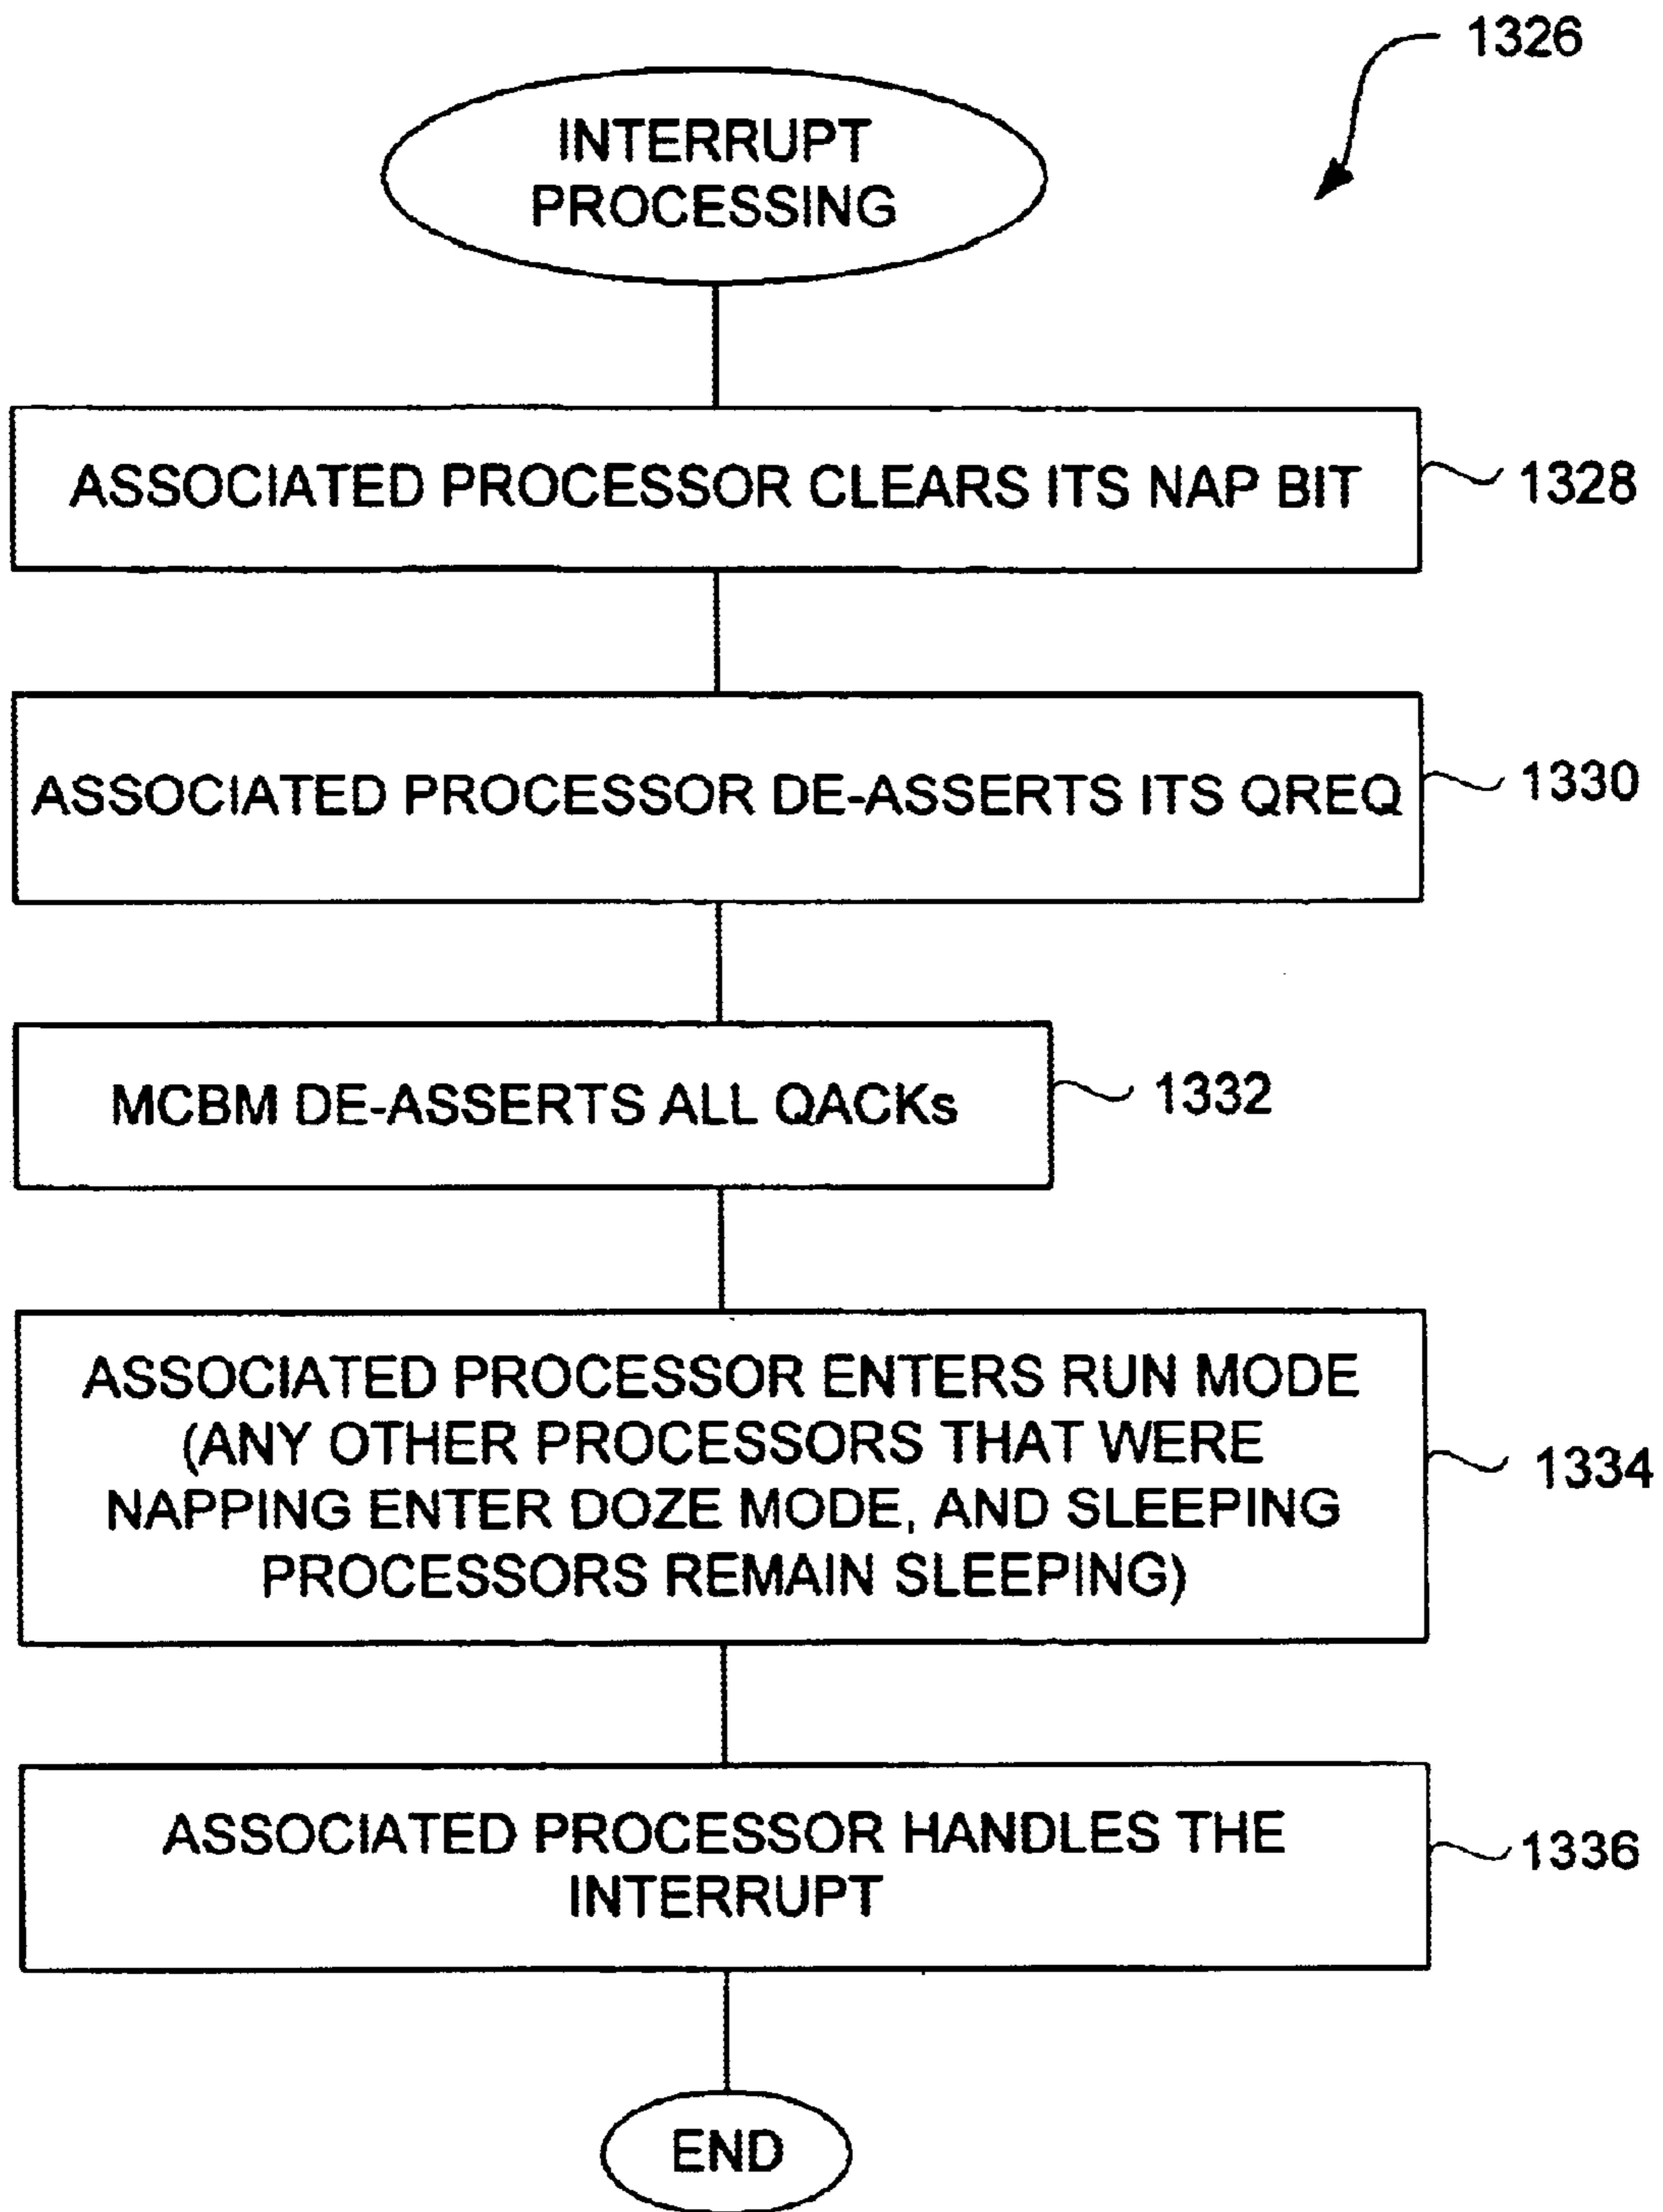 1326
INTERRUPT
PROCESSING
ASSOCIATED PROCESSOR CLEARS ITS NAP BIT
1328
ASSOCIATED PROCESSOR DE-ASSERTS ITS QREQ
1330
MCBM DE-ASSERTS ALL QACKs
1332
ASSOCIATED PROCESSOR ENTERS RUN MODE
(ANY OTHER PROCESSORS THAT WERE
NAPPING ENTER DOZE MODE, AND SLEEPING
PROCESSORS REMAIN SLEEPING)
1334
ASSOCIATED PROCESSOR HANDLES THE
INTERRUPT
1336
END